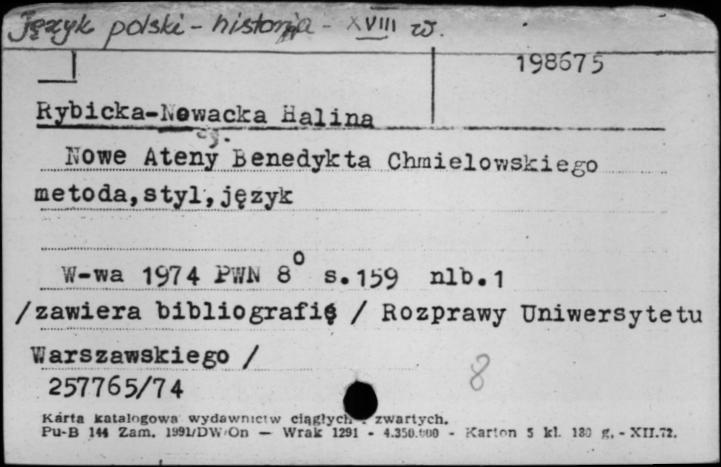 Język polski - historia - XVIII w.
198675
Rybicka-Nowacka Halina
Nowe Ateny Benedykta Chmielowskiego
metoda,styl,język
W-wa 1974 PWN 8° s.159 nlb.1
/zawiera bibliografię / Rozprawy Uniwersytetu
Warszawskiego /
8
257765/74
Karta katalogowa wydawnictw ciągłych i zwartych.
Pu-B 144 Zam. 1991/DW/On — Wrak 1291 - 4.350.000 - Karton 5 kl. 180 g. - XII.72.